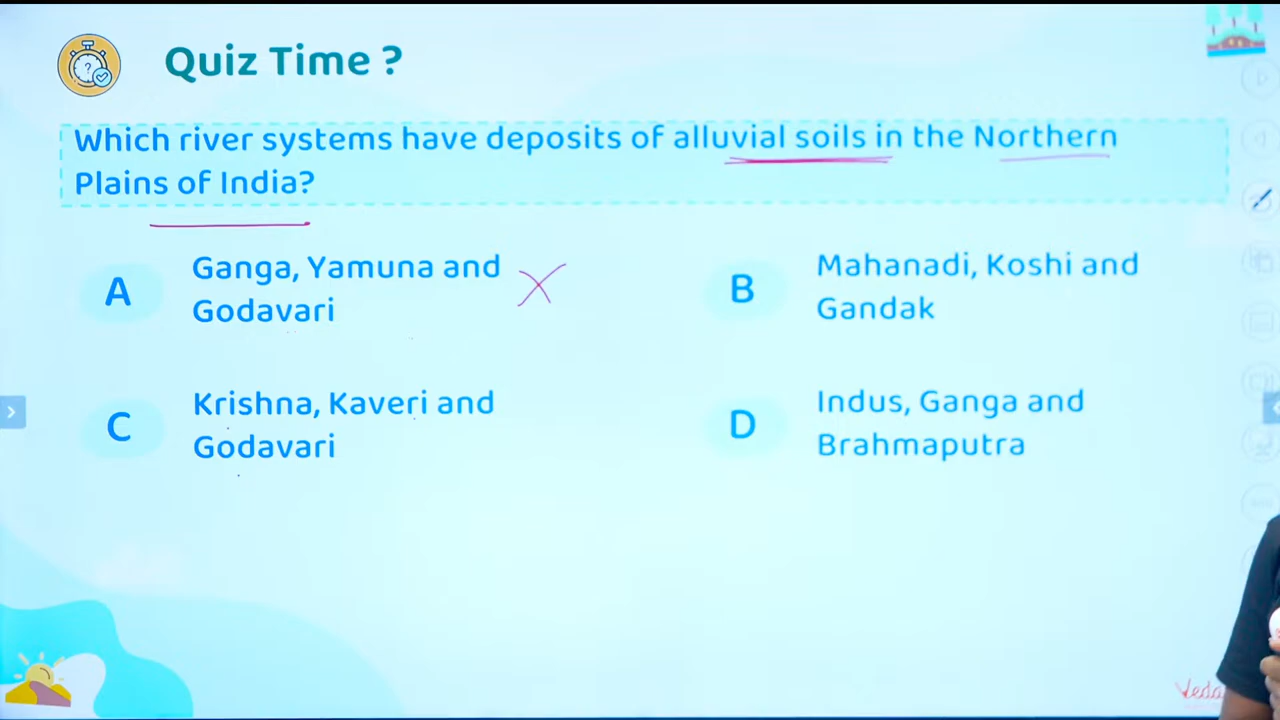 Quiz Time ?
Which river systems have deposits of alluvial soils in the Northern
Plains of India?
A
Ganga, Yamuna and
Godavari
B
Mahanadi, Koshi and
Gandak
C
Krishna, Kaveri and
Godavari
D
Indus, Ganga and
Brahmaputra